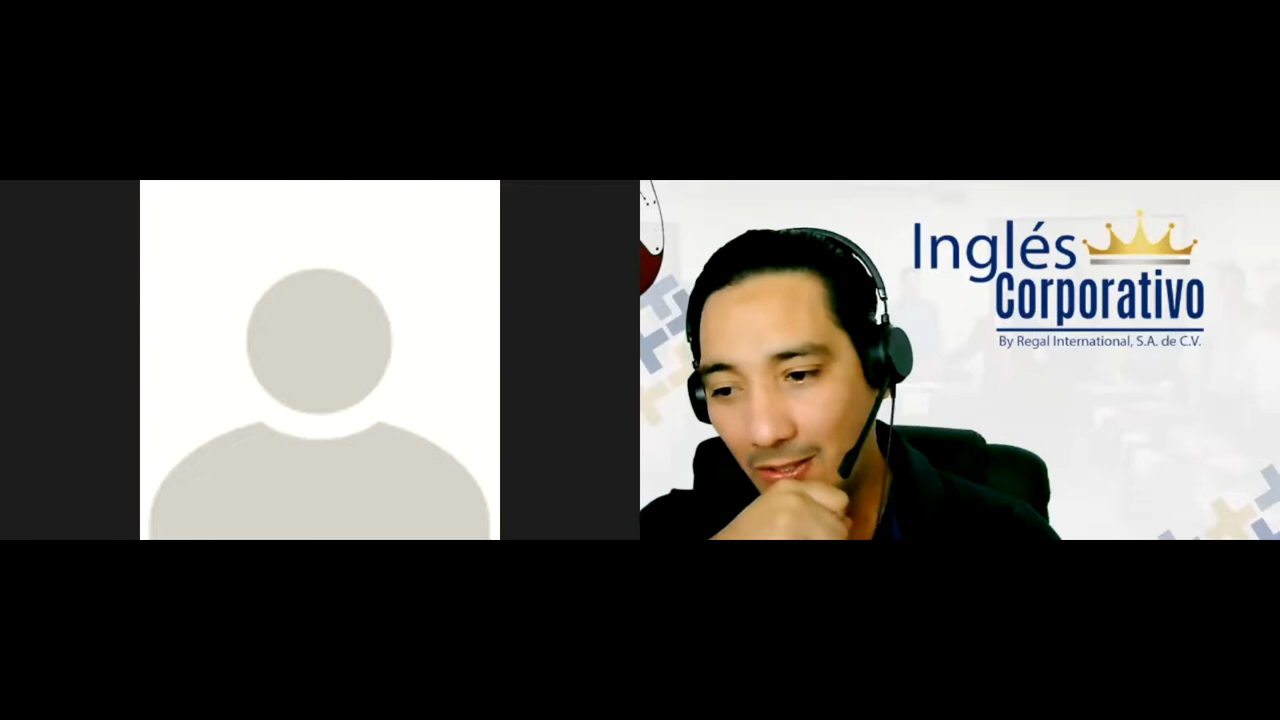 Inglés
Corporativo
By Regal International, S.A. de C.V.